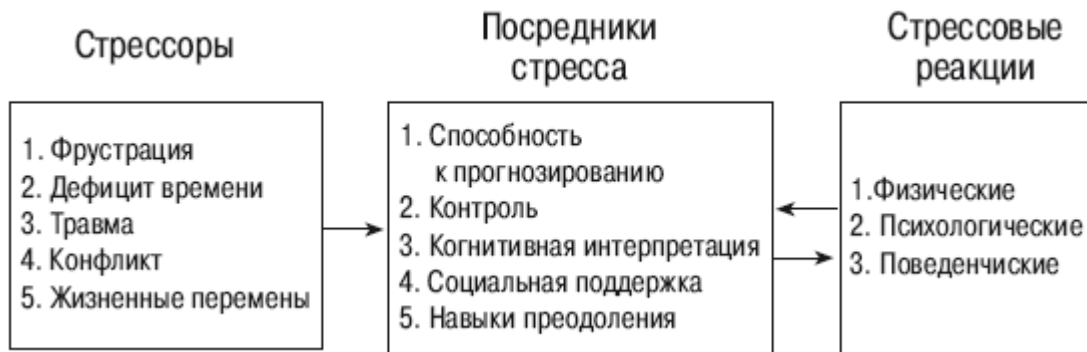 Стрессоры
1. Фрустрация
2. Дефицит времени
3. Травма
4. Конфликт
5. Жизненные перемены
Посредники
стресса
1. Способность
к прогнозированию
2. Контроль
3. Когнитивная интерпретация
4. Социальная поддержка
5. Навыки преодоления
Стрессовые
реакции
1.Физические
2. Психологические
3. Поведенчиские